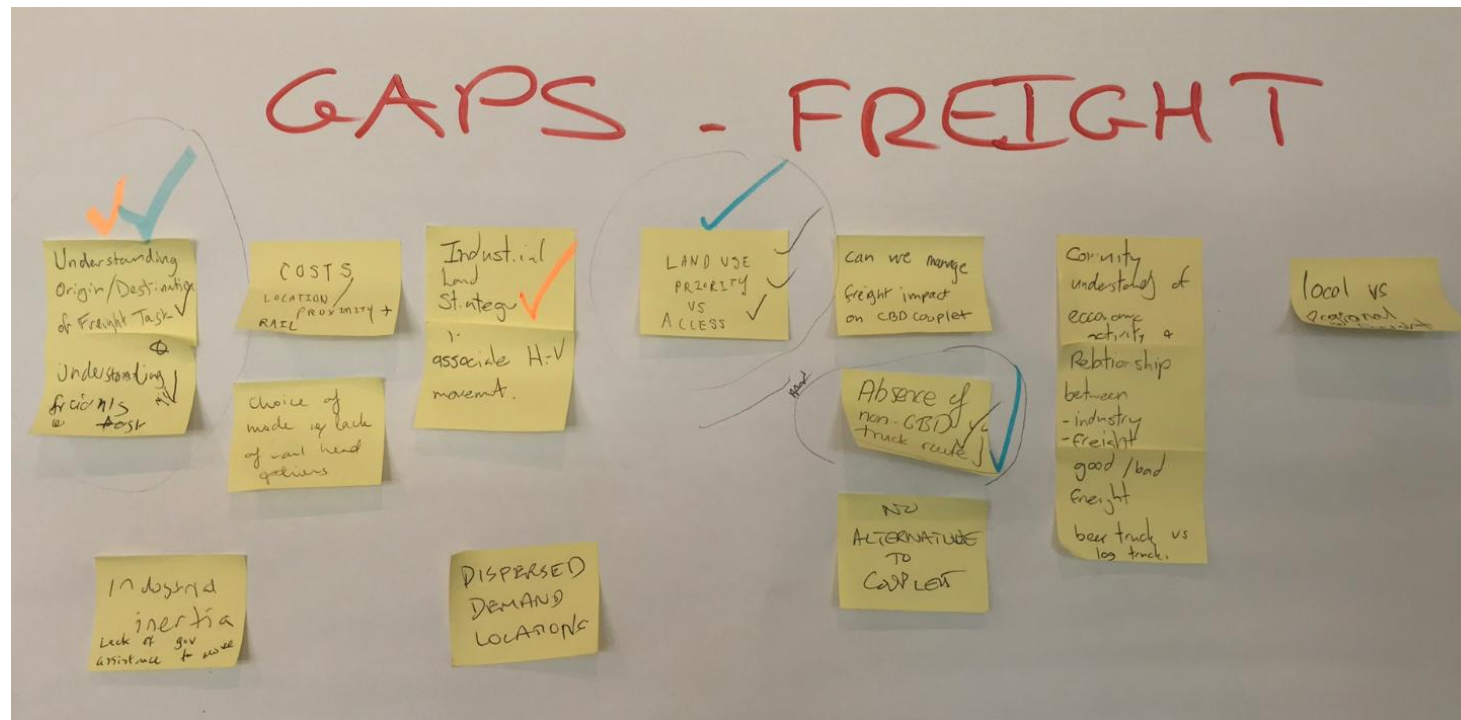 GAPS - FREIGHT
Understanding
Origin/Destination
of Freight Task
Understanding
COSTS
LOCATION /
PROXIMITY +
RAIL
choice of
mode eg lack
of rail head
Industrial
Land
Strategy
associate H-V
movemt.
LAND USE
PRIORITY
VS
ACCESS
can we manage
freight impact
on CBD couplet
Absence of
non-CBD
truck route
NO
ALTERNATIVE
TO
COUPLET
understandg of
economic
activity &
Relationship
between
- industry
- freight
good / bad
freight
beer truck vs
log truck.
local vs
regional
Industrial
inertia
Lack of gov
assistance to move
DISPERSED
DEMAND
LOCATIONS